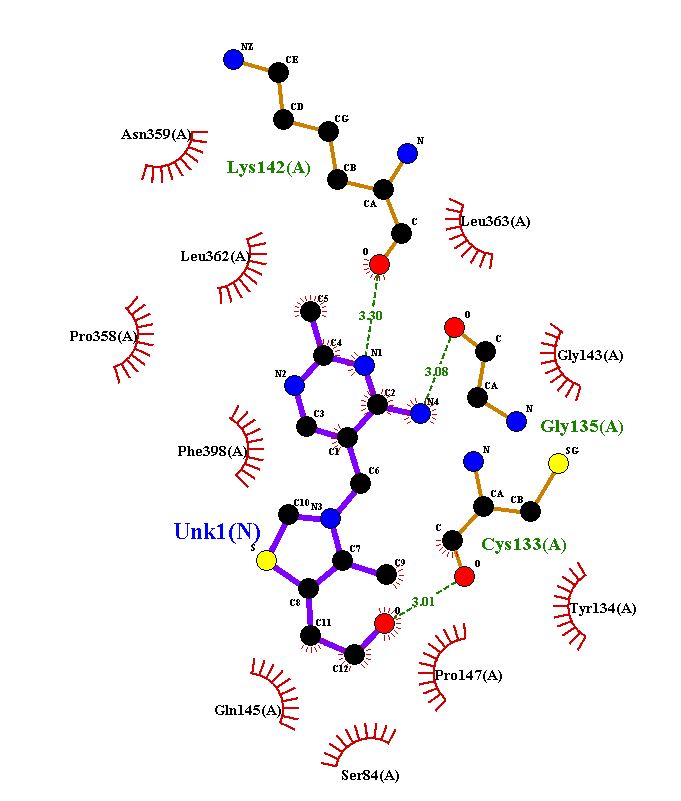 NZ
CE
CD
CG
Asn359(A)
N
Lys142(A)
CB
CA
Leu363(A)
C
O
Leu362(A)
C5
3.30
O
Pro358(A)
C
C4
N1
Gly143(A)
N2
3.08
CA
C2
N4
N
C3
Gly135(A)
C1
Phe398(A)
N
SG
C6
CA
CB
C10
N3
Unk1(N)
C
Cys133(A)
S
C7
O
C9
C8
3.01
O
Tyr134(A)
C11
C12
Pro147(A)
Gln145(A)
Ser84(A)